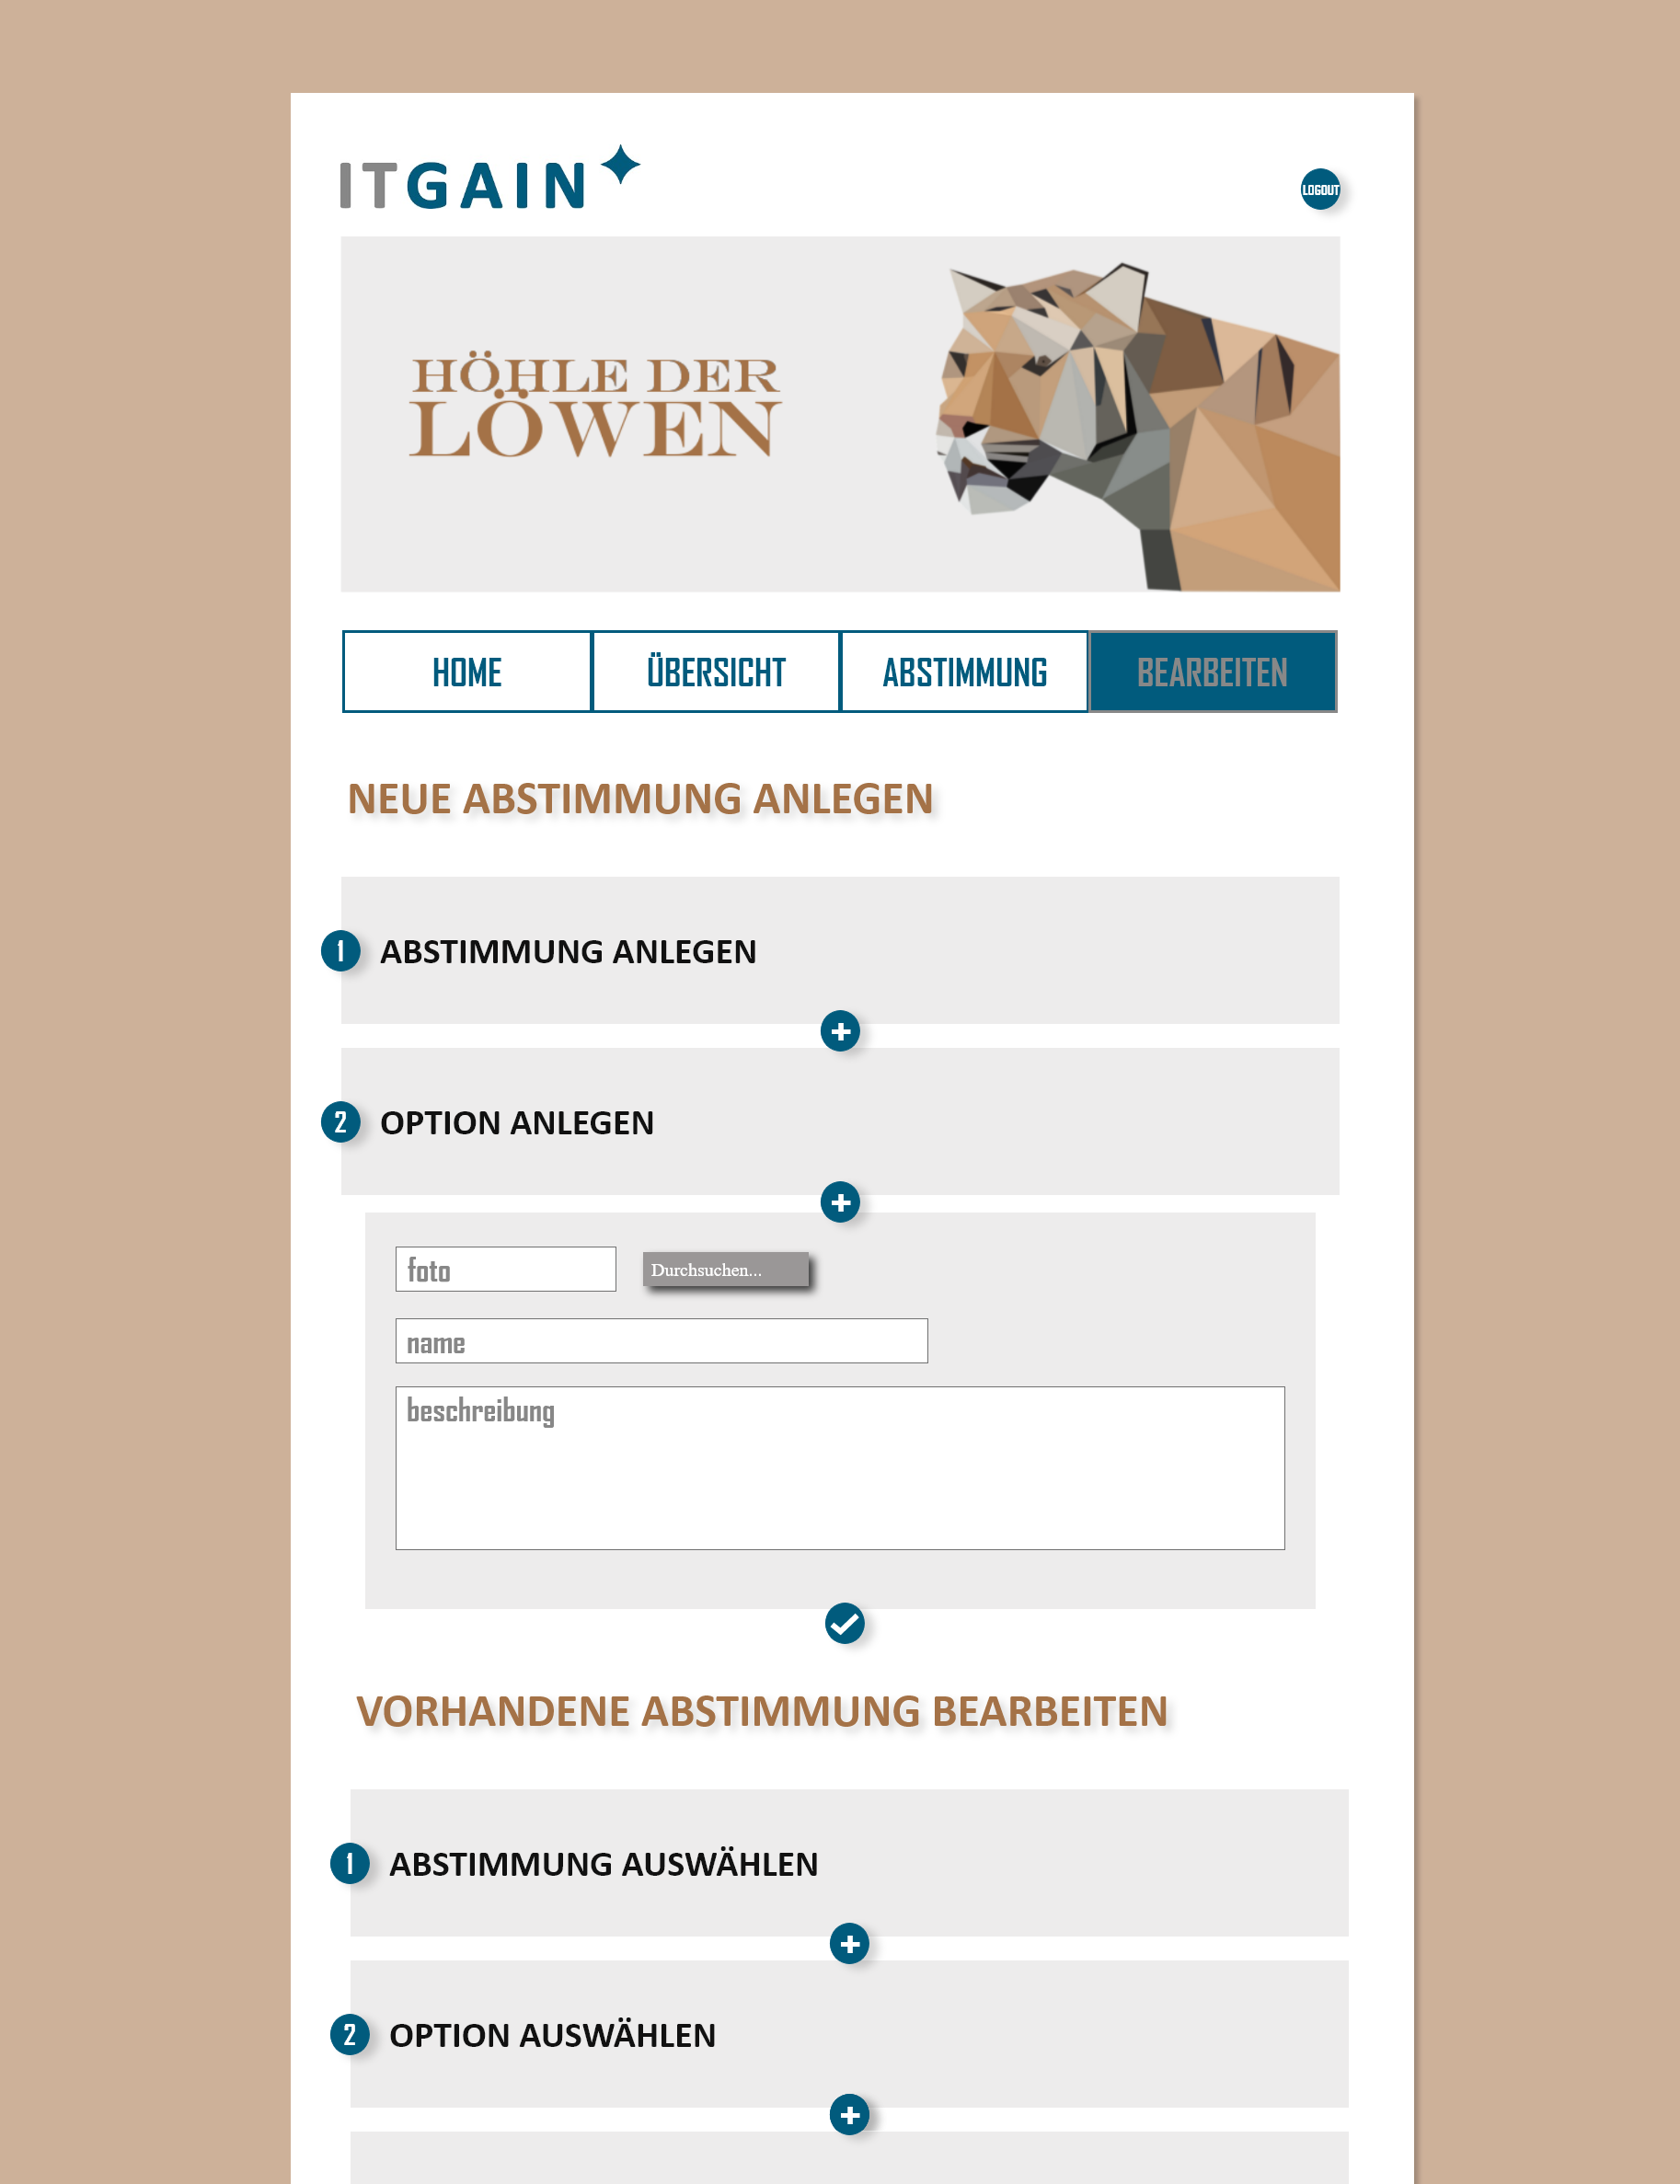 ITGAIN
LOGOUT
HÖHLE DER
LÖWEN
HOME ÜBERSICHT ABSTIMMUNG BEARBEITEN
NEUE ABSTIMMUNG ANLEGEN
1 ABSTIMMUNG ANLEGEN
+
2 OPTION ANLEGEN
+
foto Durchsuchen...
name
beschreibung
VORHANDENE ABSTIMMUNG BEARBEITEN
1 ABSTIMMUNG AUSWÄHLEN
+
2 OPTION AUSWÄHLEN
+